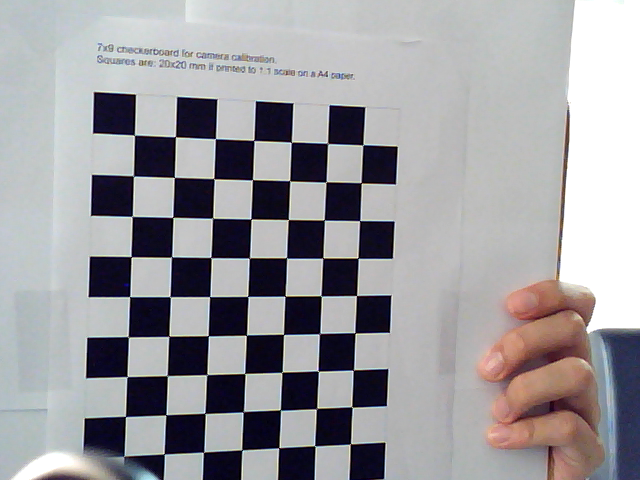 7x9 checkerboard for camera calibration.
Squares are: 20x20 mm if printed to 1:1 scale on a A4 paper.